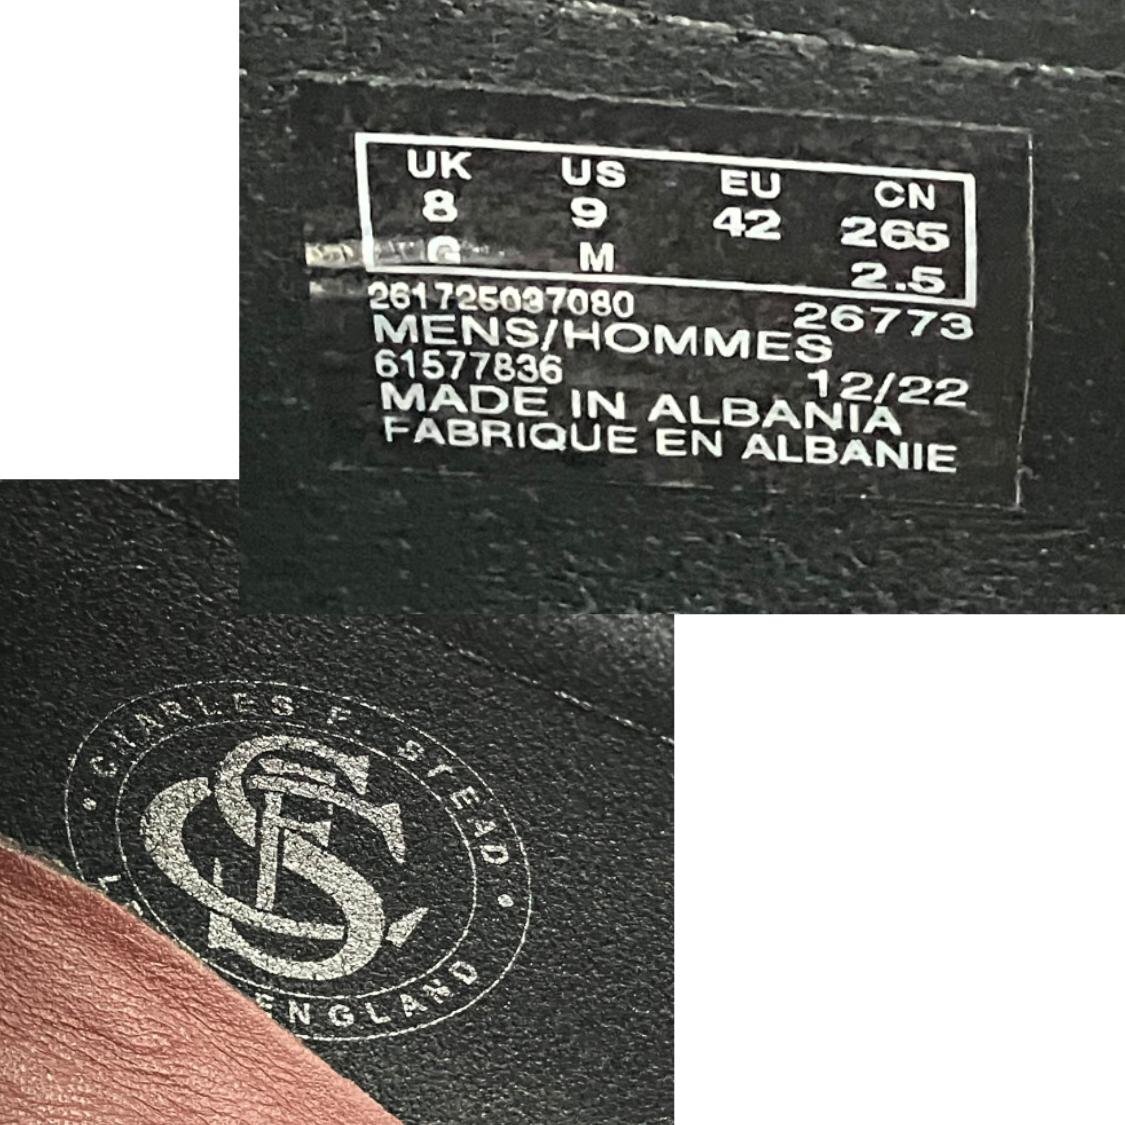 UK US EU CN
8 9 42 265
G M 2.5
261725037080 26773
MENS/HOMMES
61577836 12/22
MADE IN ALBANIA
FABRIQUE EN ALBANIE
CHARLES F. STEAD
CFS
ENGLAND